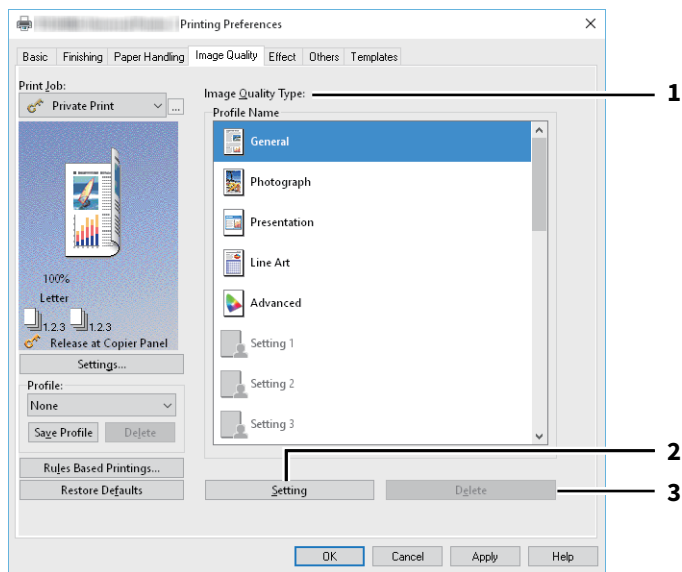 Printing Preferences
Basic Finishing Paper Handling Image Quality Effect Others Templates
Print Job:
Private Print
...
100%
Letter
1.2.3 1.2.3
Release at Copier Panel
Settings...
Profile:
None
Save Profile Delete
Rules Based Printings...
Restore Defaults
Image Quality Type:
Profile Name
General
Photograph
Presentation
Line Art
Advanced
Setting 1
Setting 2
Setting 3
Setting Delete
OK Cancel Apply Help
1
2
3